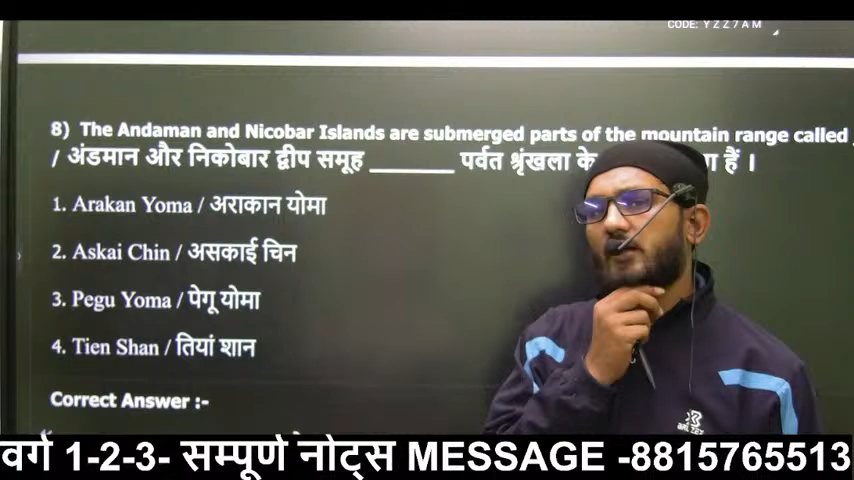 CODE: Y Z Z 7 A M
8) The Andaman and Nicobar Islands are submerged parts of the mountain range called
/ अंडमान और निकोबार द्वीप समूह ________ पर्वत श्रृंखला के हैं ।
1. Arakan Yoma / अराकान योमा
2. Askai Chin / असकाई चिन
3. Pegu Yoma / पेगू योमा
4. Tien Shan / तियां शान
Correct Answer :-
वर्ग 1-2-3- सम्पूर्ण नोट्स MESSAGE -8815765513